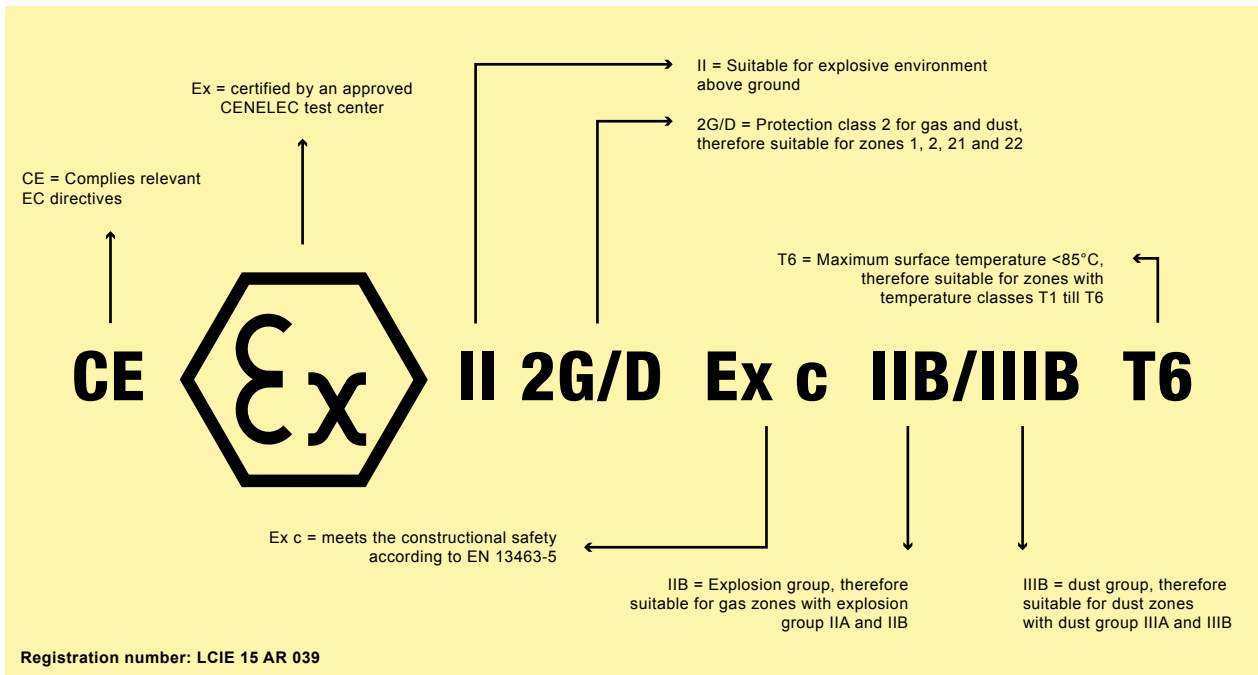 II = Suitable for explosive environment
above ground
Ex = certified by an approved
CENELEC test center
2G/D = Protection class 2 for gas and dust,
therefore suitable for zones 1, 2, 21 and 22
CE = Complies relevant
EC directives
T6 = Maximum surface temperature <85°C,
therefore suitable for zones with
temperature classes T1 till T6
CE Ex II 2G/D Ex c IIB/IIIB T6
Ex c = meets the constructional safety
according to EN 13463-5
IIB = Explosion group, therefore
suitable for gas zones with explosion
group IIA and IIB
IIIB = dust group, therefore
suitable for dust zones
with dust group IIIA and IIIB
Registration number: LCIE 15 AR 039